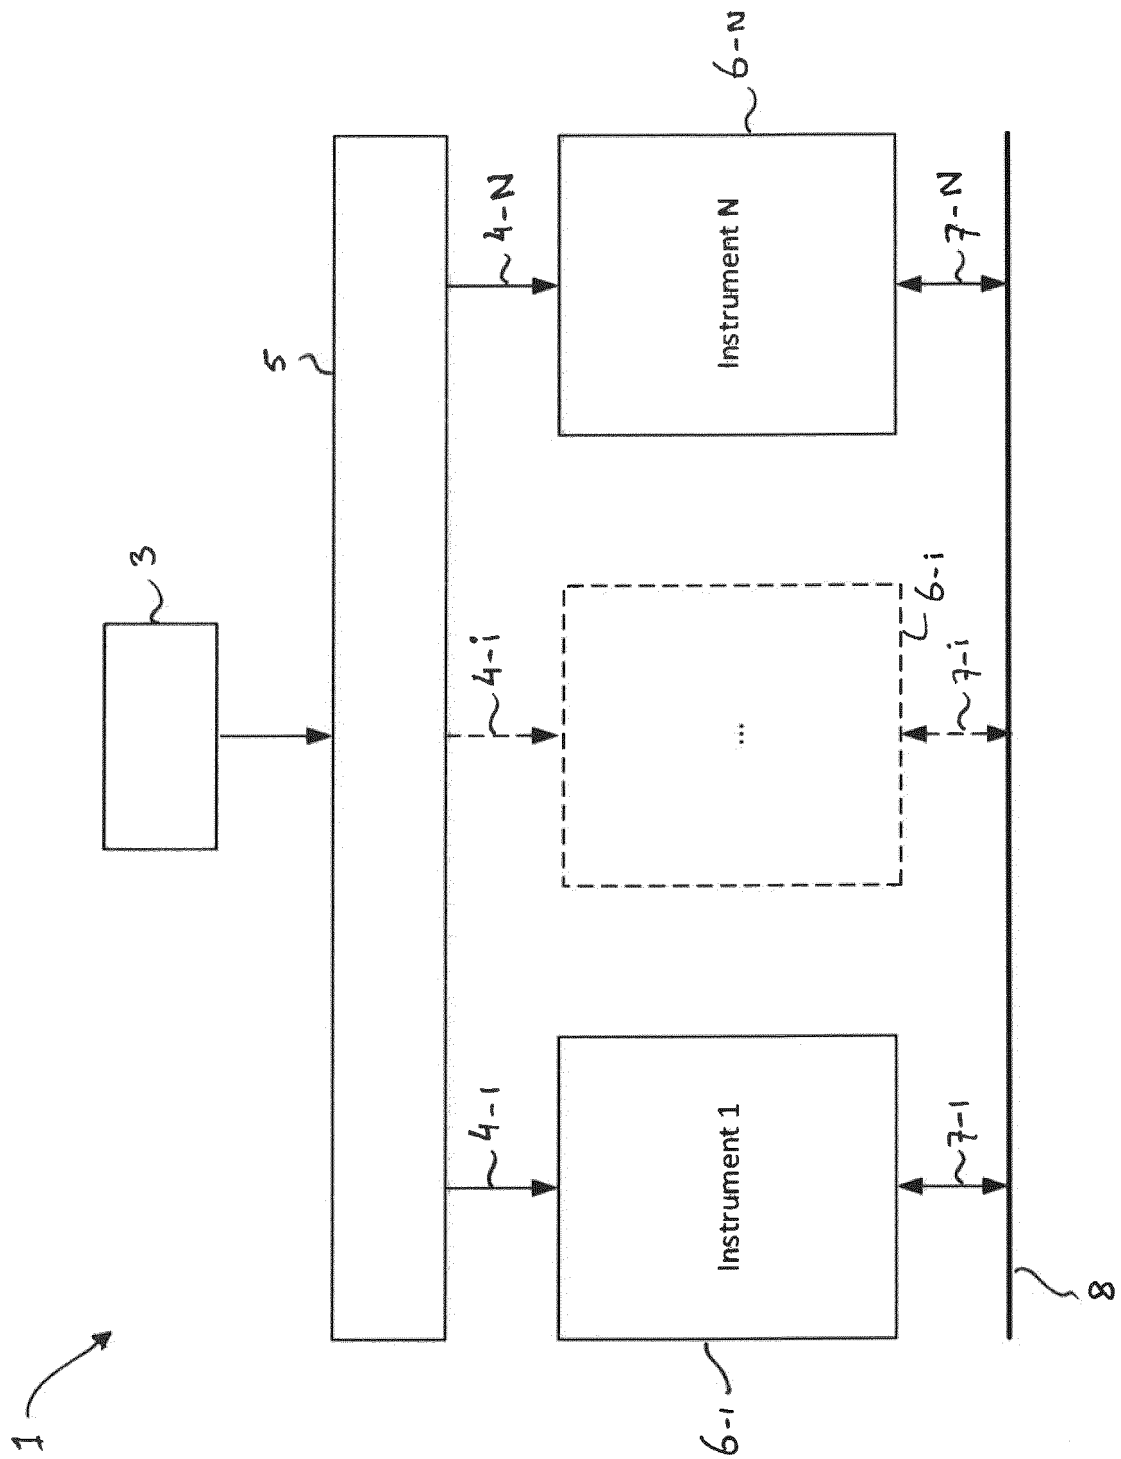 1
3
5
4-1
4-i
4-N
6-1
Instrument 1
...
Instrument N
6-N
6-i
7-1
7-i
7-N
8